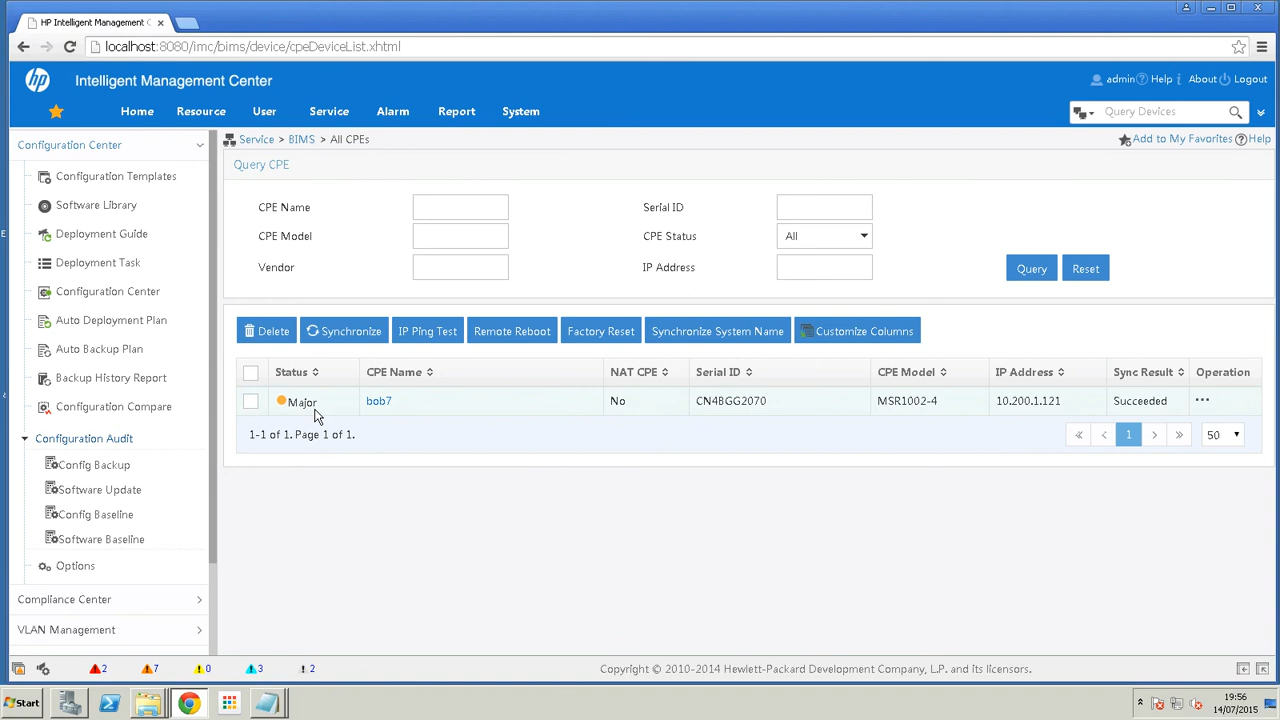 HP Intelligent Management C
localhost:8080/imc/bims/device/cpeDeviceList.xhtml
hp
Intelligent Management Center
admin Help About Logout
Home Resource User Service Alarm Report System
Query Devices
Configuration Center
Service > BIMS > All CPEs
Add to My Favorites Help
Query CPE
Configuration Templates
Software Library
Deployment Guide
Deployment Task
Configuration Center
Auto Deployment Plan
Auto Backup Plan
Backup History Report
Configuration Compare
Configuration Audit
Config Backup
Software Update
Config Baseline
Software Baseline
Options
Compliance Center
VLAN Management
CPE Name Serial ID
CPE Model CPE Status All
Vendor IP Address Query Reset
Delete Synchronize IP Ping Test Remote Reboot Factory Reset Synchronize System Name Customize Columns
Status CPE Name NAT CPE Serial ID CPE Model IP Address Sync Result Operation
Major bob7 No CN4BGG2070 MSR1002-4 10.200.1.121 Succeeded ...
1-1 of 1. Page 1 of 1.
« < 1 > » 50
2 7 0 3 2
Copyright © 2010-2014 Hewlett-Packard Development Company, L.P. and its licensors.
Start
19:56
14/07/2015